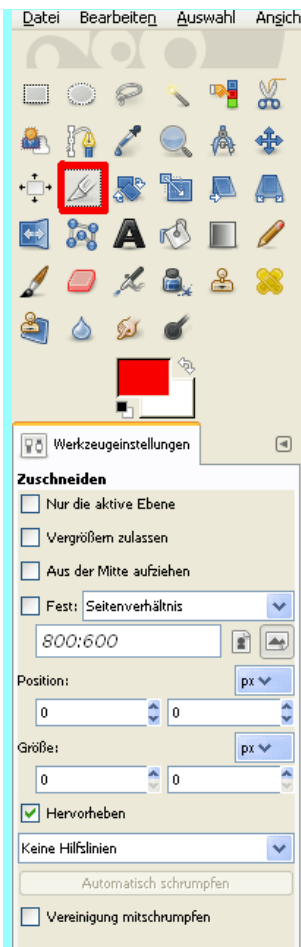 Datei Bearbeiten Auswahl Ansich
Werkzeugeinstellungen
Zuschneiden
Nur die aktive Ebene
Vergrößern zulassen
Aus der Mitte aufziehen
Fest: Seitenverhältnis
800:600
Position: px
0 0
Größe: px
0 0
Hervorheben
Keine Hilfslinien
Automatisch schrumpfen
Vereinigung mitschrumpfen